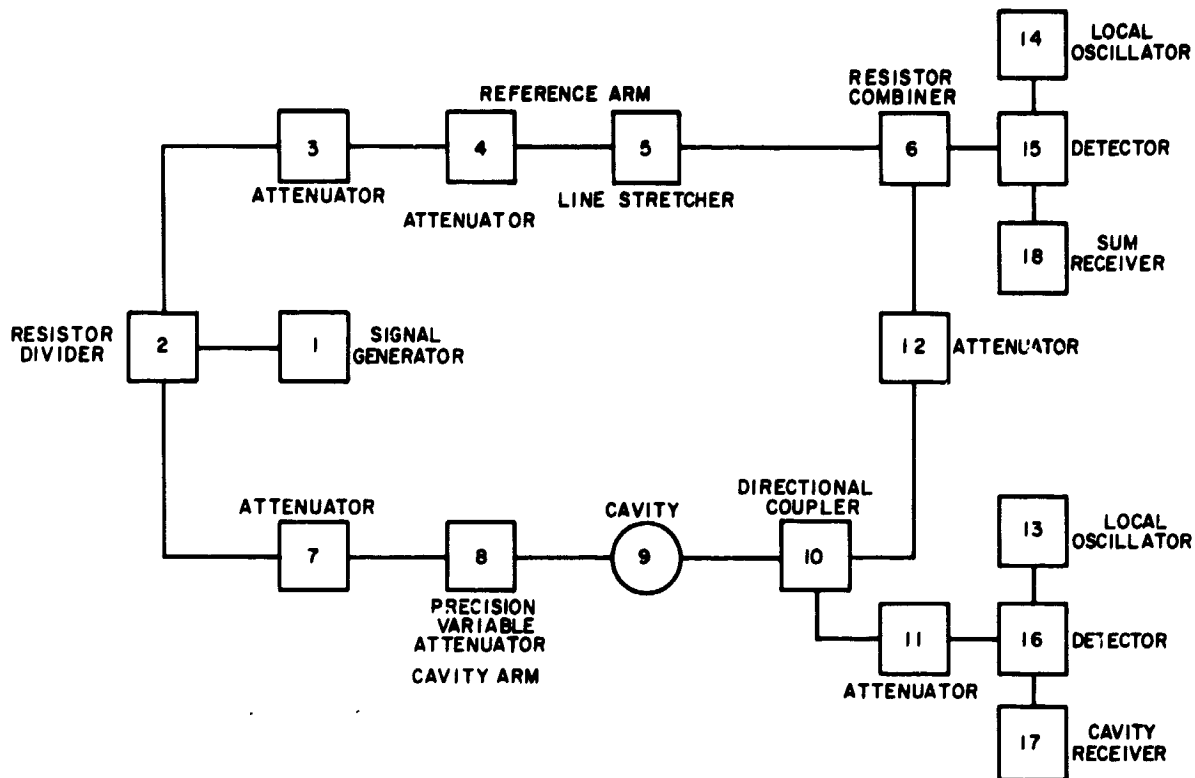 14
LOCAL
OSCILLATOR
REFERENCE ARM
RESISTOR
COMBINER
3
4
5
6
15
DETECTOR
ATTENUATOR
ATTENUATOR
LINE STRETCHER
18
SUM
RECEIVER
RESISTOR
DIVIDER
2
1
SIGNAL
GENERATOR
12
ATTENUATOR
ATTENUATOR
CAVITY
DIRECTIONAL
COUPLER
13
LOCAL
OSCILLATOR
7
8
9
10
PRECISION
VARIABLE
ATTENUATOR
CAVITY ARM
11
ATTENUATOR
16
DETECTOR
17
CAVITY
RECEIVER